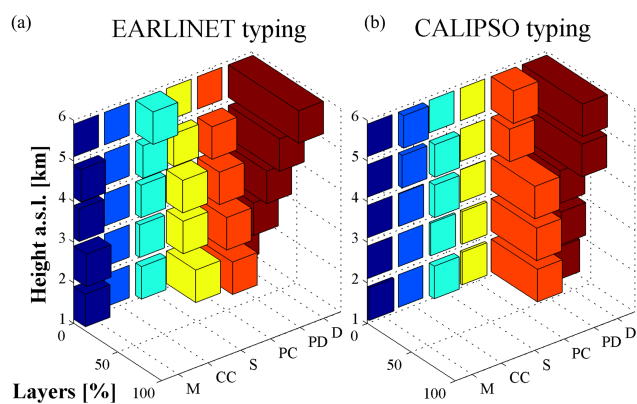 (a) EARLINET typing
(b) CALIPSO typing
Height a.s.l. [km]
6
5
4
3
2
1
0
50
100
Layers [%]
M
CC
S
PC
PD
D
6
5
4
3
2
1
0
50
100
M
CC
S
PC
PD
D